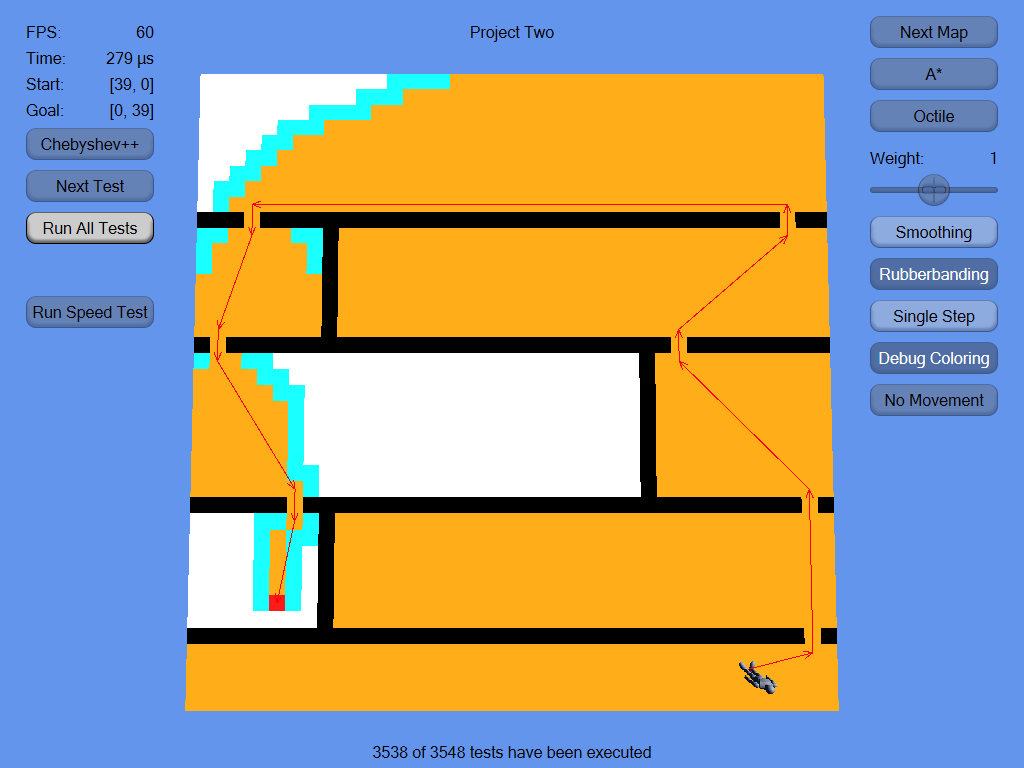 FPS: 60
Project Two
Next Map
Time: 279 µs
A*
Start: [39, 0]
Goal: [0, 39]
Octile
Chebyshev++
Weight: 1
Next Test
Run All Tests
Smoothing
Rubberbanding
Run Speed Test
Single Step
Debug Coloring
No Movement
3538 of 3548 tests have been executed